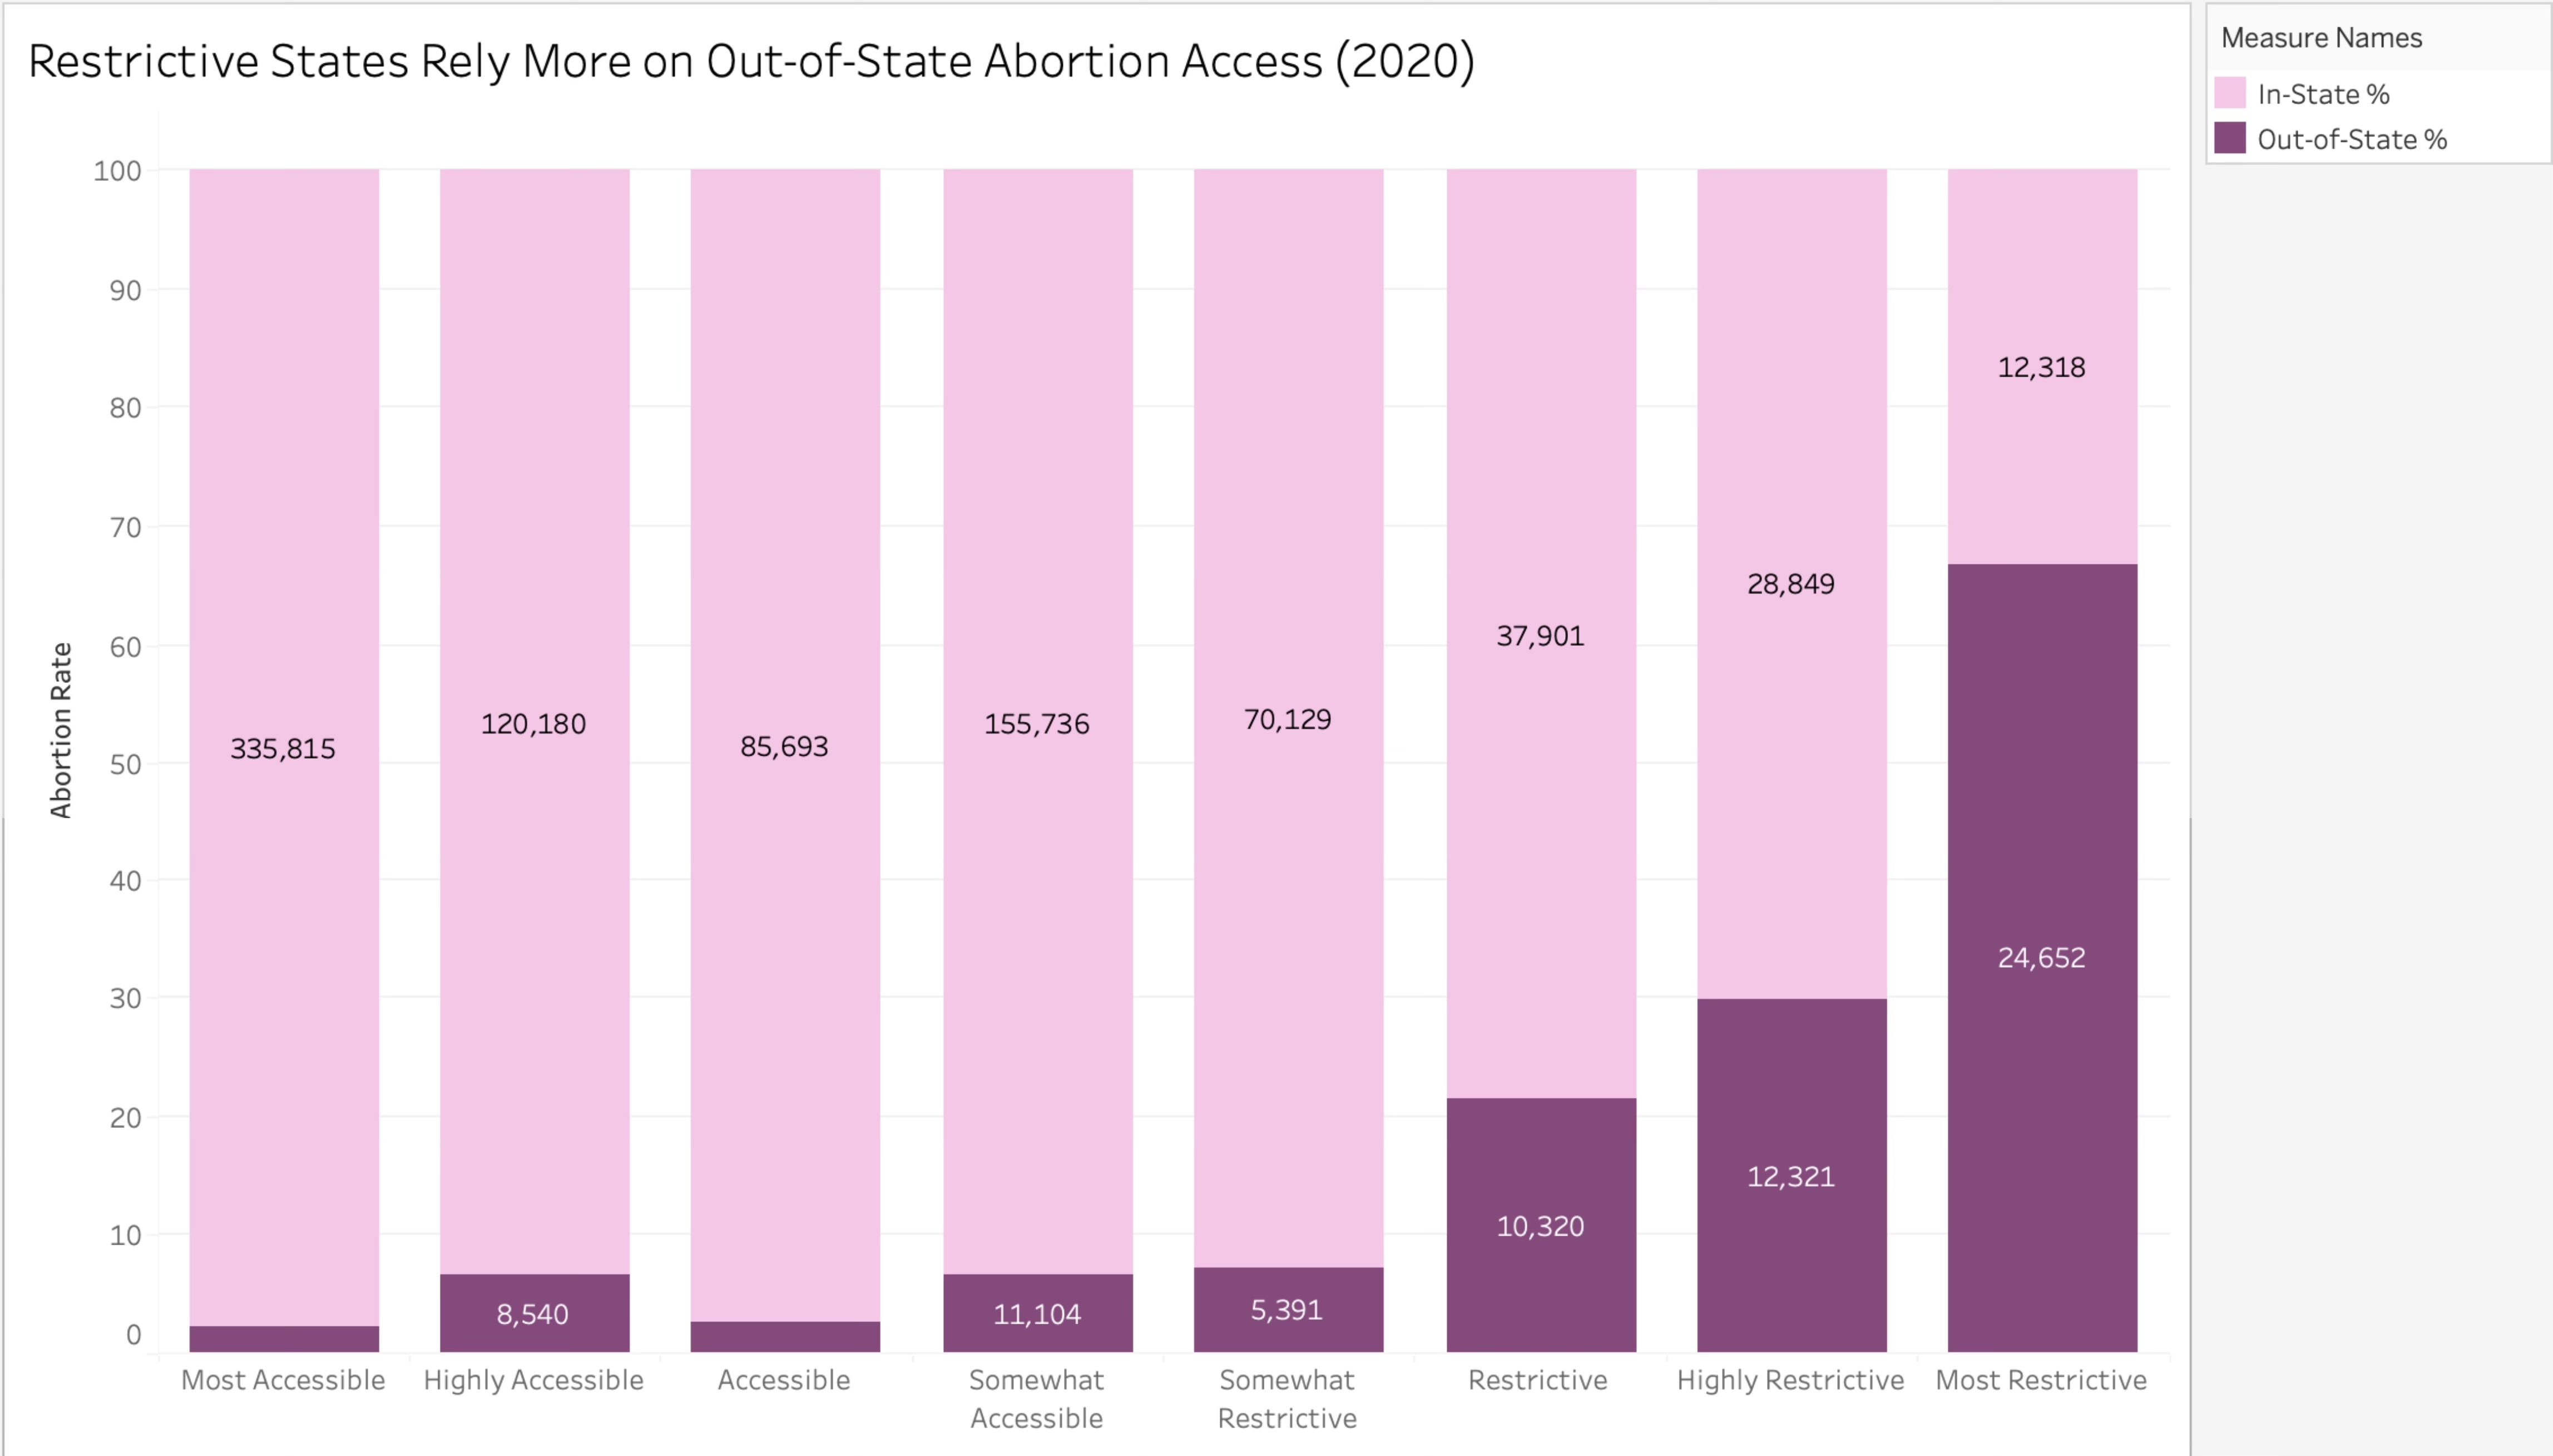 Restrictive States Rely More on Out-of-State Abortion Access (2020)
Measure Names
In-State %
Out-of-State %
Abortion Rate
100
90
80
70
60
50
40
30
20
10
0
335,815
120,180
8,540
85,693
155,736
11,104
70,129
5,391
37,901
10,320
28,849
12,321
12,318
24,652
Most Accessible
Highly Accessible
Accessible
Somewhat
Accessible
Somewhat
Restrictive
Restrictive
Highly Restrictive
Most Restrictive